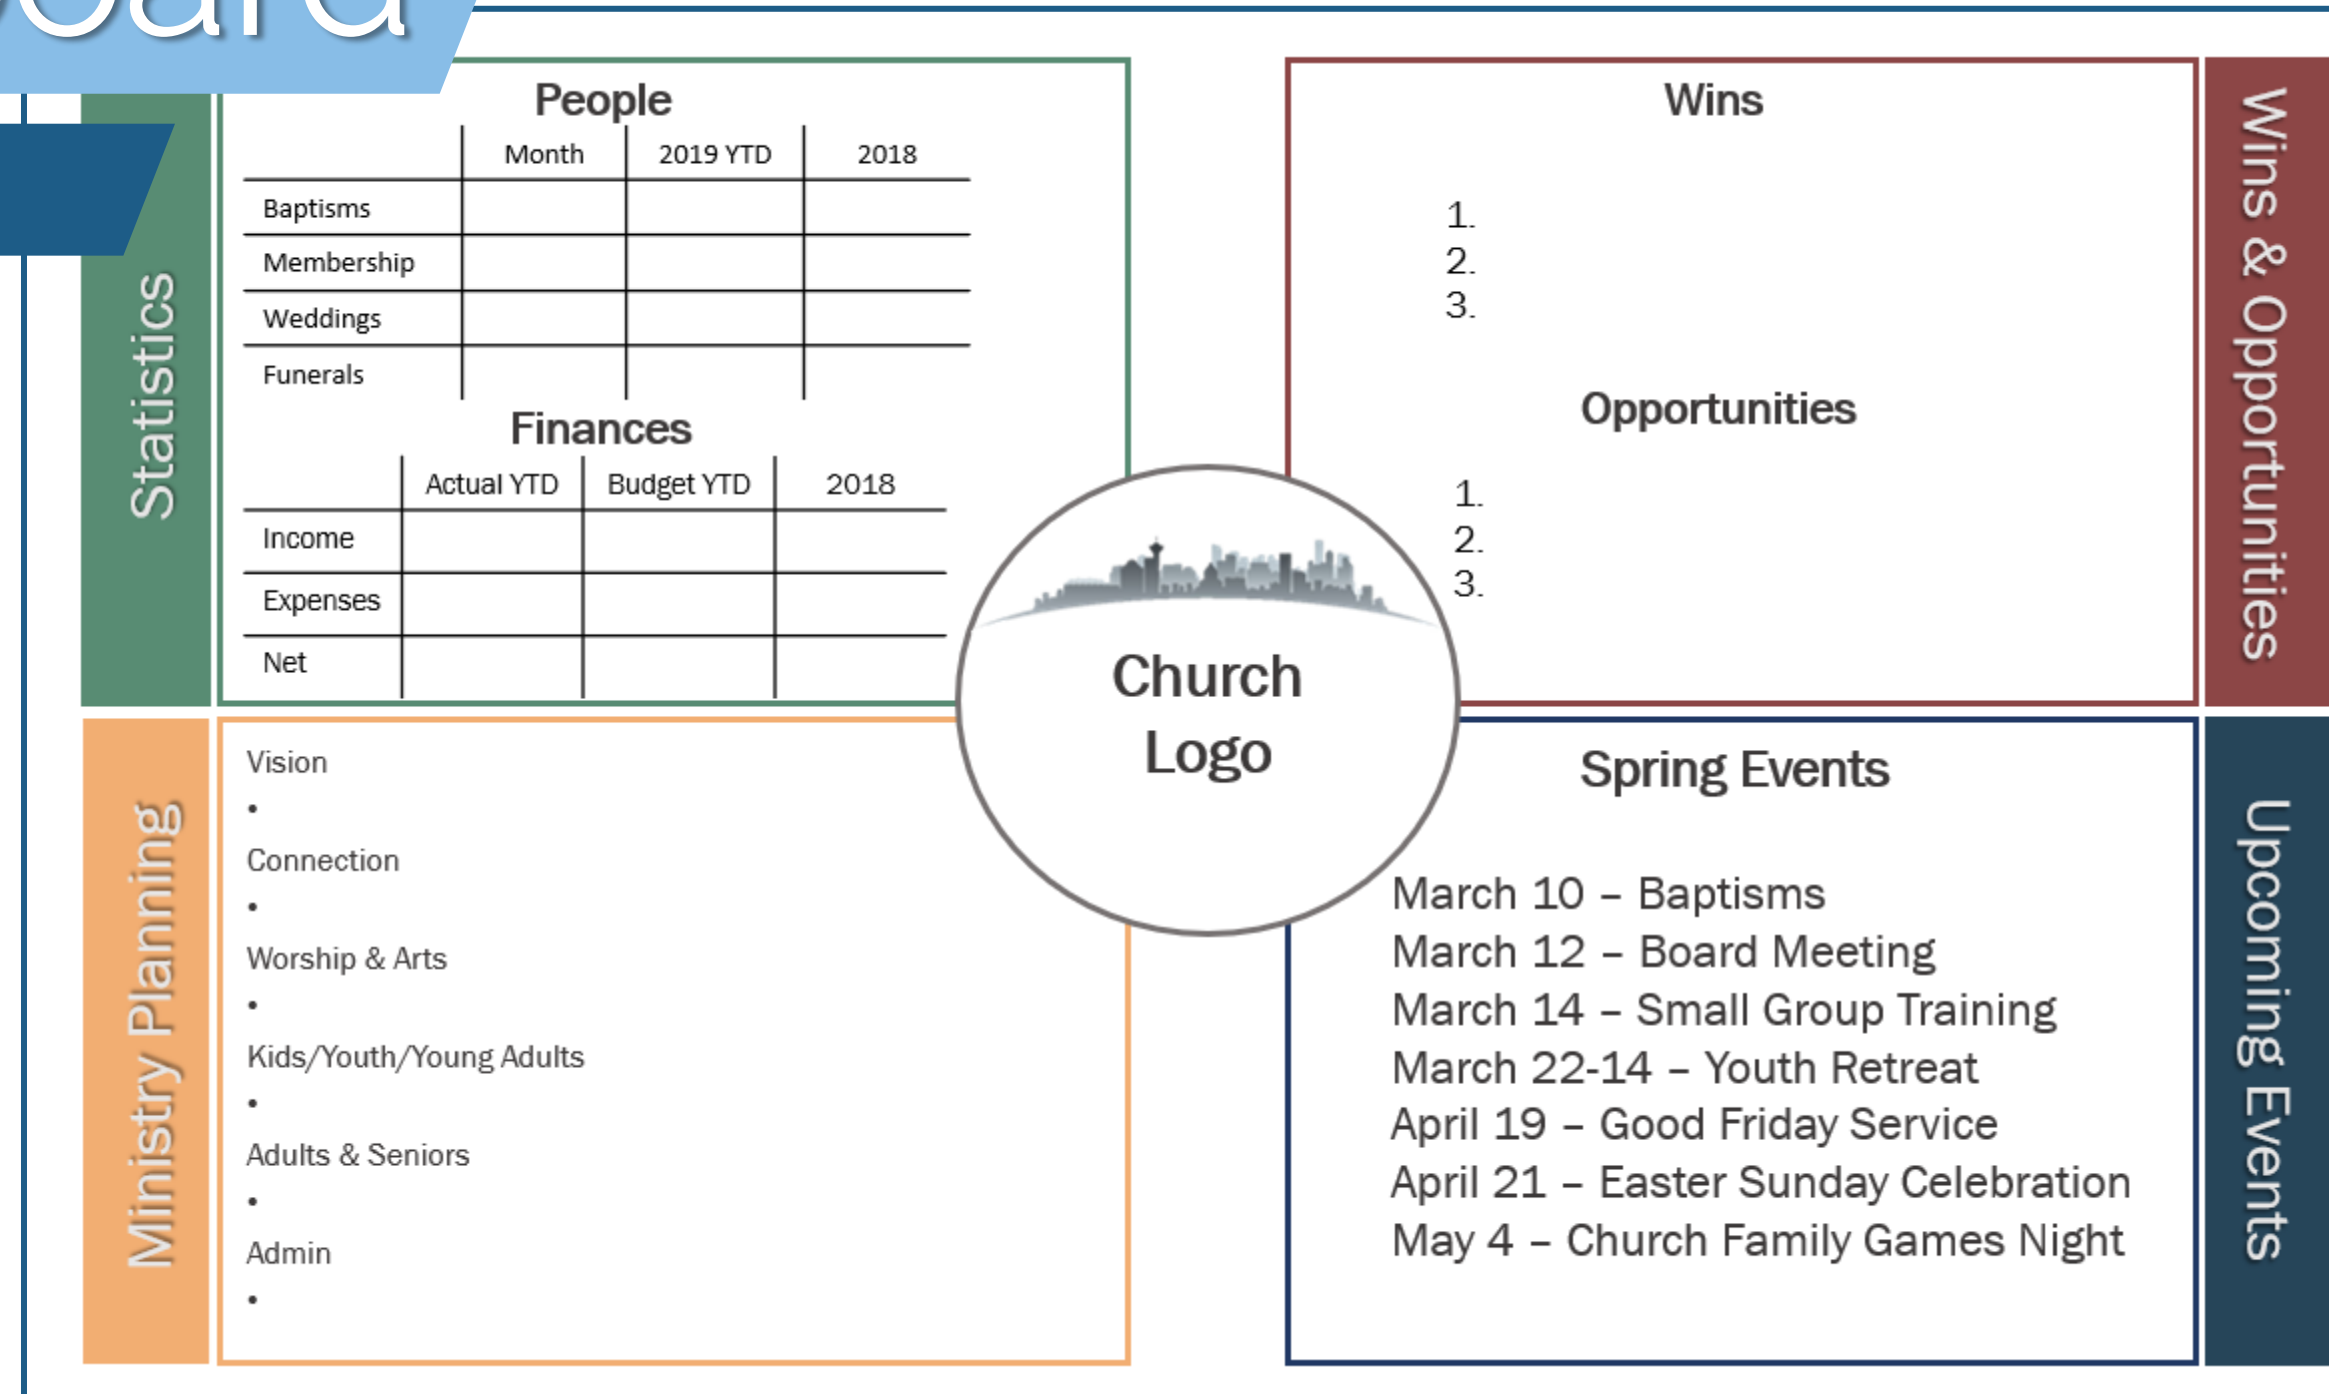 Statistics
People
Month 2019 YTD 2018
Baptisms
Membership
Weddings
Funerals
Finances
Actual YTD Budget YTD 2018
Income
Expenses
Net
Wins & Opportunities
Wins
1.
2.
3.
Opportunities
1.
2.
3.
Church
Logo
Ministry Planning
Vision
•
Connection
•
Worship & Arts
•
Kids/Youth/Young Adults
•
Adults & Seniors
•
Admin
•
Upcoming Events
Spring Events
March 10 – Baptisms
March 12 – Board Meeting
March 14 – Small Group Training
March 22-14 – Youth Retreat
April 19 – Good Friday Service
April 21 – Easter Sunday Celebration
May 4 – Church Family Games Night